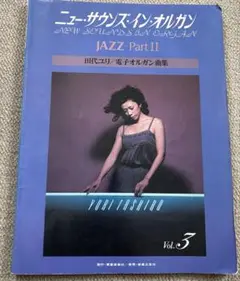 ニュー・サウンズ・イン・オルガン
NEW SOUNDS IN ORGAN
JAZZ Part II
田代ユリ／電子オルガン曲集
YURI TASHIRO
Vol. 3